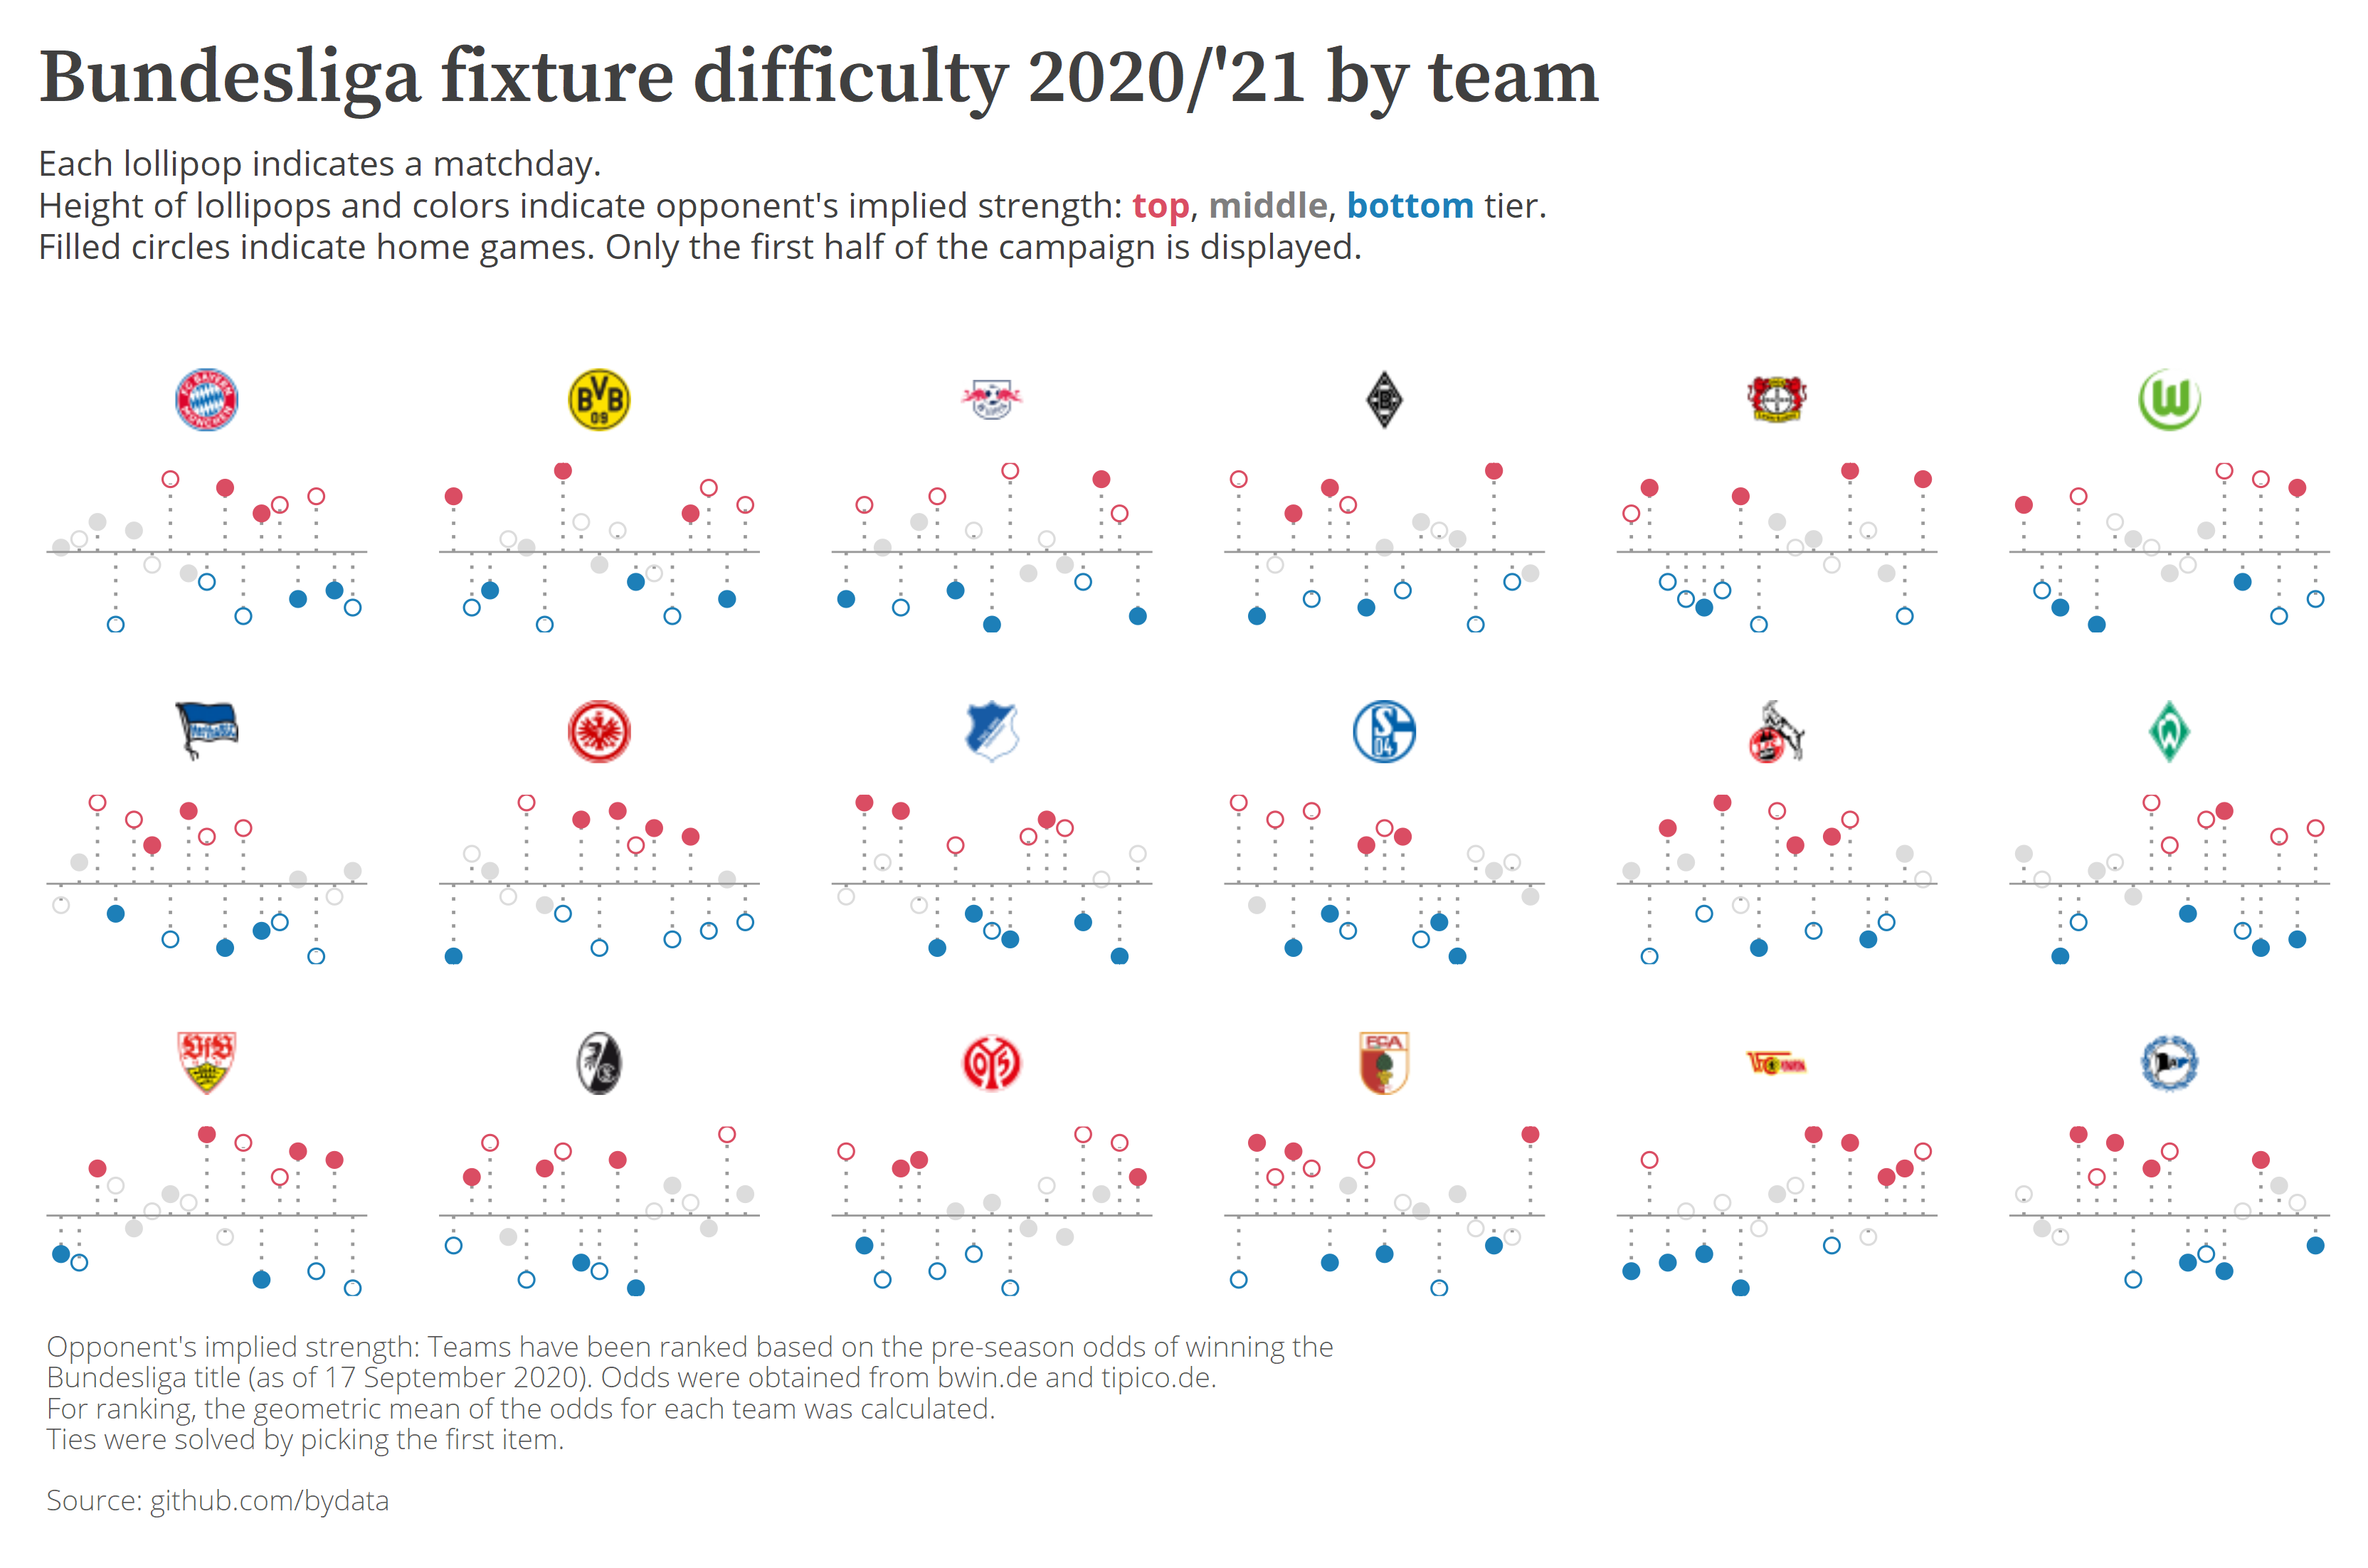 Bundesliga fixture difficulty 2020/'21 by team
Each lollipop indicates a matchday.
Height of lollipops and colors indicate opponent's implied strength: top, middle, bottom tier.
Filled circles indicate home games. Only the first half of the campaign is displayed.
BVB
09
W
S
04
W
VfB
05
FCA
Opponent's implied strength: Teams have been ranked based on the pre-season odds of winning the
Bundesliga title (as of 17 September 2020). Odds were obtained from bwin.de and tipico.de.
For ranking, the geometric mean of the odds for each team was calculated.
Ties were solved by picking the first item.
Source: github.com/bydata